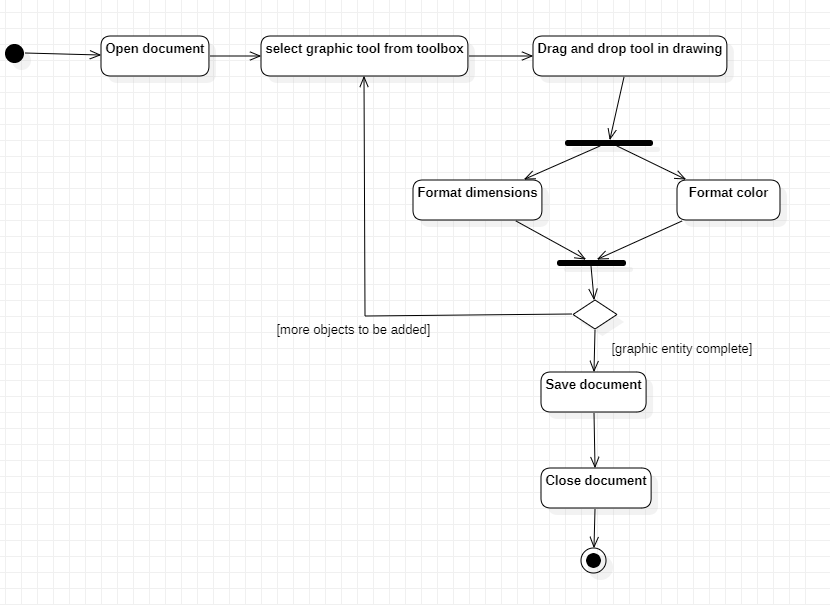 Open document
select graphic tool from toolbox
Drag and drop tool in drawing
Format dimensions
Format color
[more objects to be added]
[graphic entity complete]
Save document
Close document